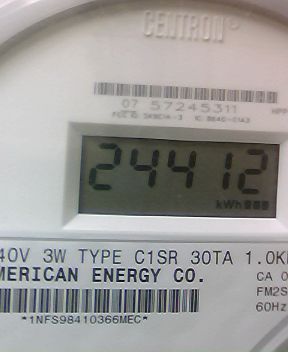 CENTRON®
07 57245311
24412
kWh
40V 3W TYPE C1SR 30TA 1.0K
MERICAN ENERGY CO.
CA 0
FM2S
60Hz
*1NFS98410366MEC*